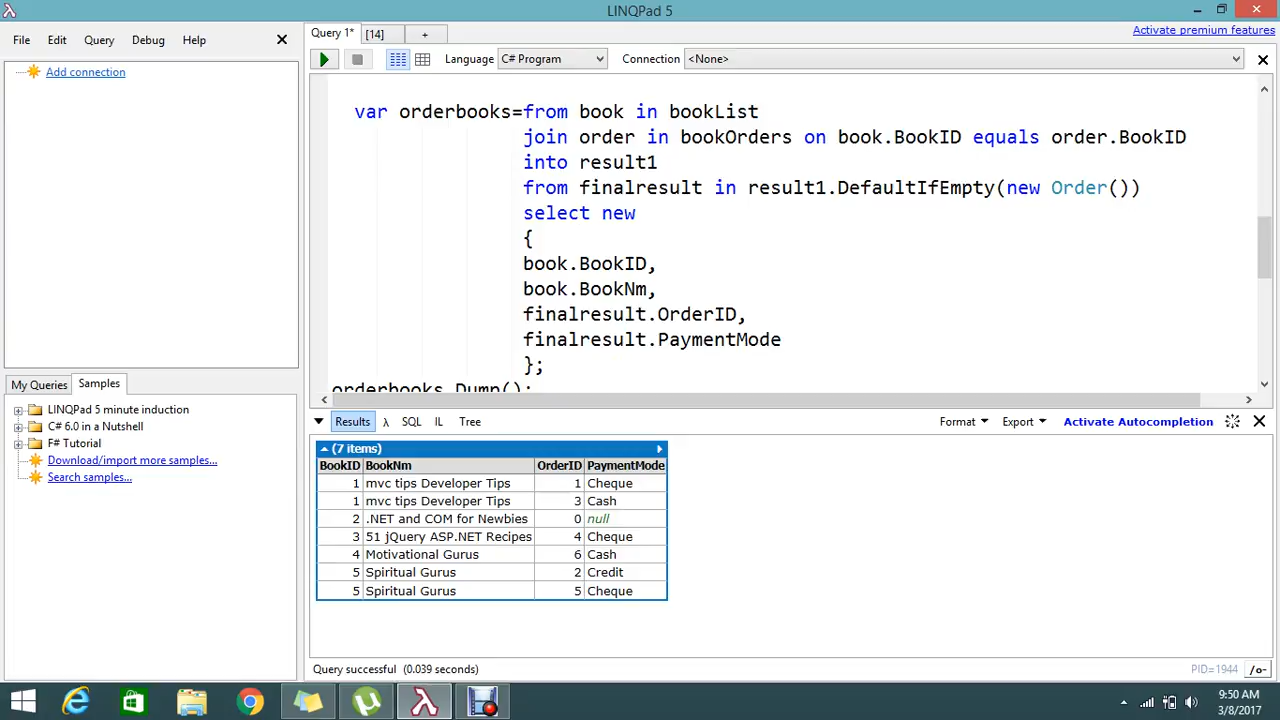 LINQPad 5
File Edit Query Debug Help
Query 1* [14] +
Activate premium features
Language C# Program Connection <None>
Add connection
var orderbooks=from book in bookList
join order in bookOrders on book.BookID equals order.BookID
into result1
from finalresult in result1.DefaultIfEmpty(new Order())
select new
{
book.BookID,
book.BookNm,
finalresult.OrderID,
finalresult.PaymentMode
};
orderbooks.Dump();
My Queries Samples
LINQPad 5 minute induction
C# 6.0 in a Nutshell
F# Tutorial
Download/import more samples...
Search samples...
Results λ SQL IL Tree
Format Export Activate Autocompletion
(7 items)
BookID BookNm OrderID PaymentMode
1 mvc tips Developer Tips 1 Cheque
1 mvc tips Developer Tips 3 Cash
2 .NET and COM for Newbies 0 null
3 51 jQuery ASP.NET Recipes 4 Cheque
4 Motivational Gurus 6 Cash
5 Spiritual Gurus 2 Credit
5 Spiritual Gurus 5 Cheque
Query successful (0.039 seconds)
PID=1944 /o-
9:50 AM
3/8/2017